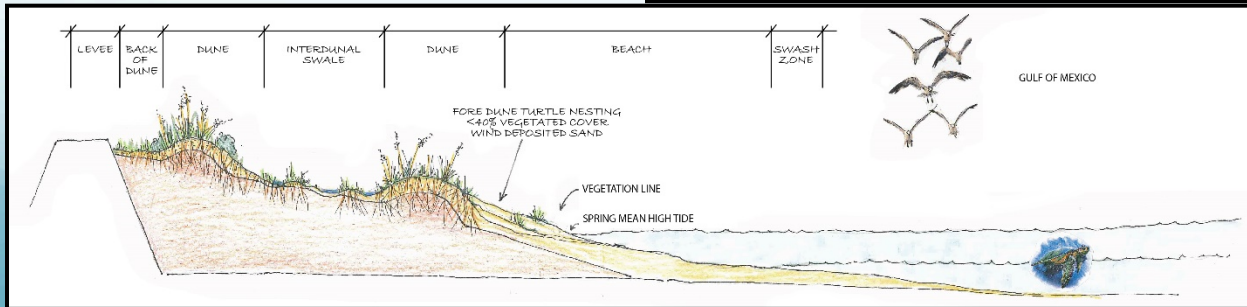 LEVEE
BACK
OF
DUNE
DUNE
INTERDUNAL
SWALE
DUNE
BEACH
SWASH
ZONE
GULF OF MEXICO
FORE DUNE TURTLE NESTING
<40% VEGETATED COVER
WIND DEPOSITED SAND
VEGETATION LINE
SPRING MEAN HIGH TIDE